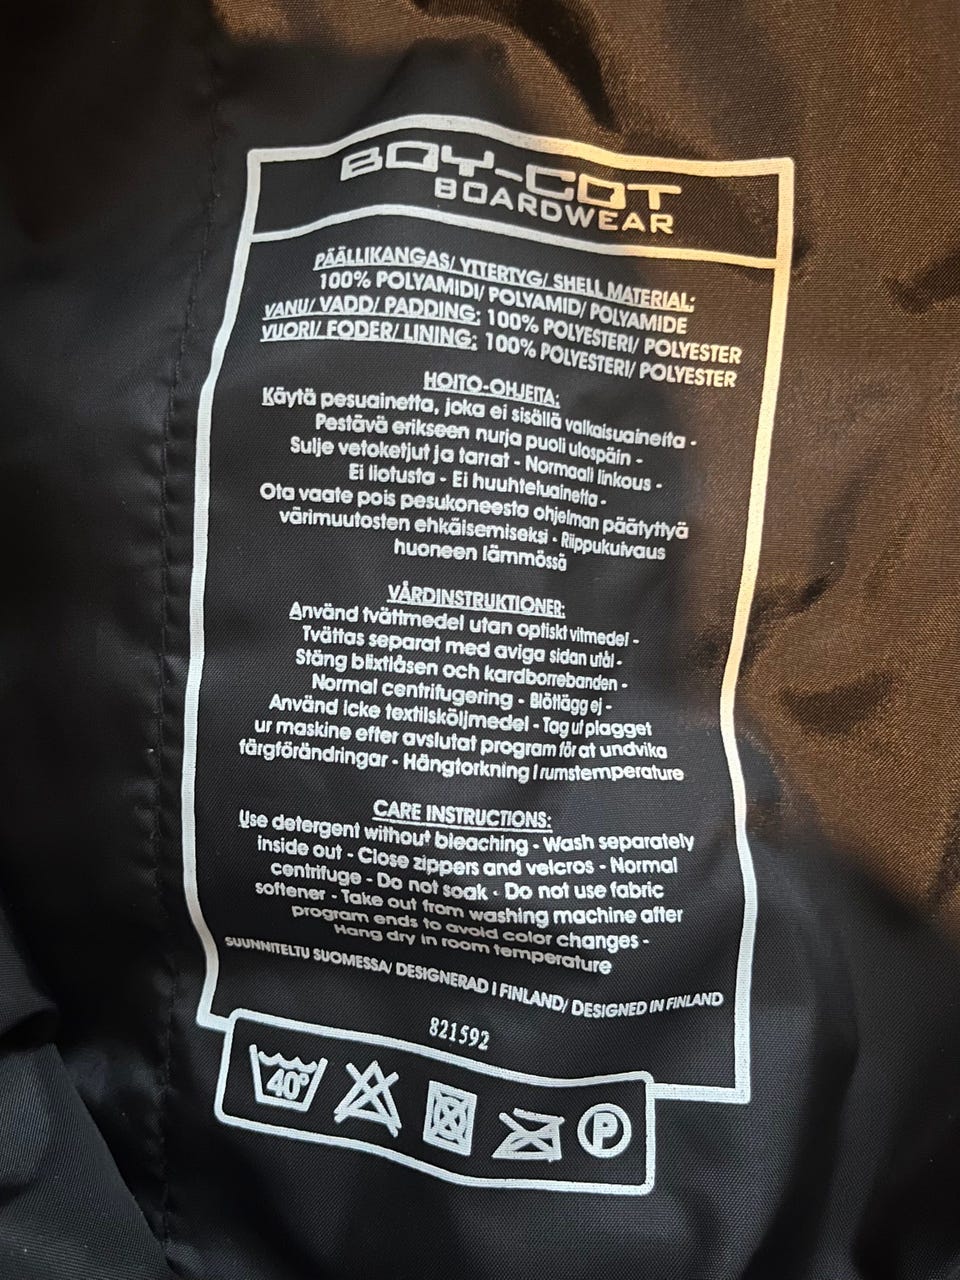 BOY-COT
BOARDWEAR
PÄÄLLIKANGAS/ YTTERTYG/ SHELL MATERIAL:
100% POLYAMIDI/ POLYAMID/ POLYAMIDE
VANU/ VADD/ PADDING: 100% POLYESTERI/ POLYESTER
VUORI/ FODER/ LINING: 100% POLYESTERI/ POLYESTER
HOITO-OHJEITA:
Käytä pesuainetta, joka ei sisällä valkaisuaineita -
Pestävä erikseen nurja puoli ulospäin -
Sulje vetoketjut ja tarrat - Normaali linkous -
Ei liotusta - Ei huuhteluainetta -
Ota vaate pois pesukoneesta ohjelman päätyttyä
värimuutosten ehkäisemiseksi - Riippukuivaus
huoneen lämmössä
VÅRDINSTRUKTIONER:
Använd tvättmedel utan optiskt vitmedel -
Tvättas separat med aviga sidan utåt -
Stäng blixtlåsen och kardborrebanden -
Normal centrifugering - Blötlägg ej -
Använd icke textilsköljmedel - Tag ut plagget
ur maskine efter avslutat program för at undvika
färgförändringar - Hängtorkning I rumstemperature
CARE INSTRUCTIONS:
Use detergent without bleaching - Wash separately
inside out - Close zippers and velcros - Normal
centrifuge - Do not soak - Do not use fabric
softener - Take out from washing machine after
program ends to avoid color changes -
Hang dry in room temperature
SUUNNITELTU SUOMESSA/ DESIGNERAD I FINLAND/ DESIGNED IN FINLAND
821592
40° P